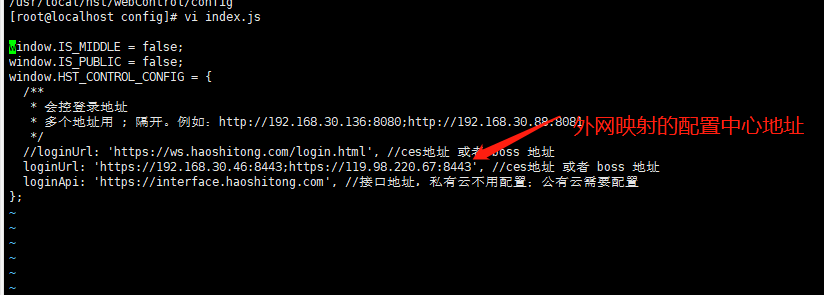 /usr/local/hst/webControl/config
[root@localhost config]# vi index.js
window.IS_MIDDLE = false;
window.IS_PUBLIC = false;
window.HST_CONTROL_CONFIG = {
/**
* 会控登录地址
* 多个地址用 ; 隔开。例如: http://192.168.30.136:8080;http://192.168.30.88:8081
*/
外网映射的配置中心地址
//loginUrl: 'https://ws.haoshitong.com/login.html', //ces地址 或者 boss 地址
loginUrl: 'https://192.168.30.46:8443;https://119.98.220.67:8443', //ces地址 或者 boss 地址
loginApi: 'https://interface.haoshitong.com', //接口地址，私有云不用配置；公有云需要配置
};
~
~
~
~
~
~